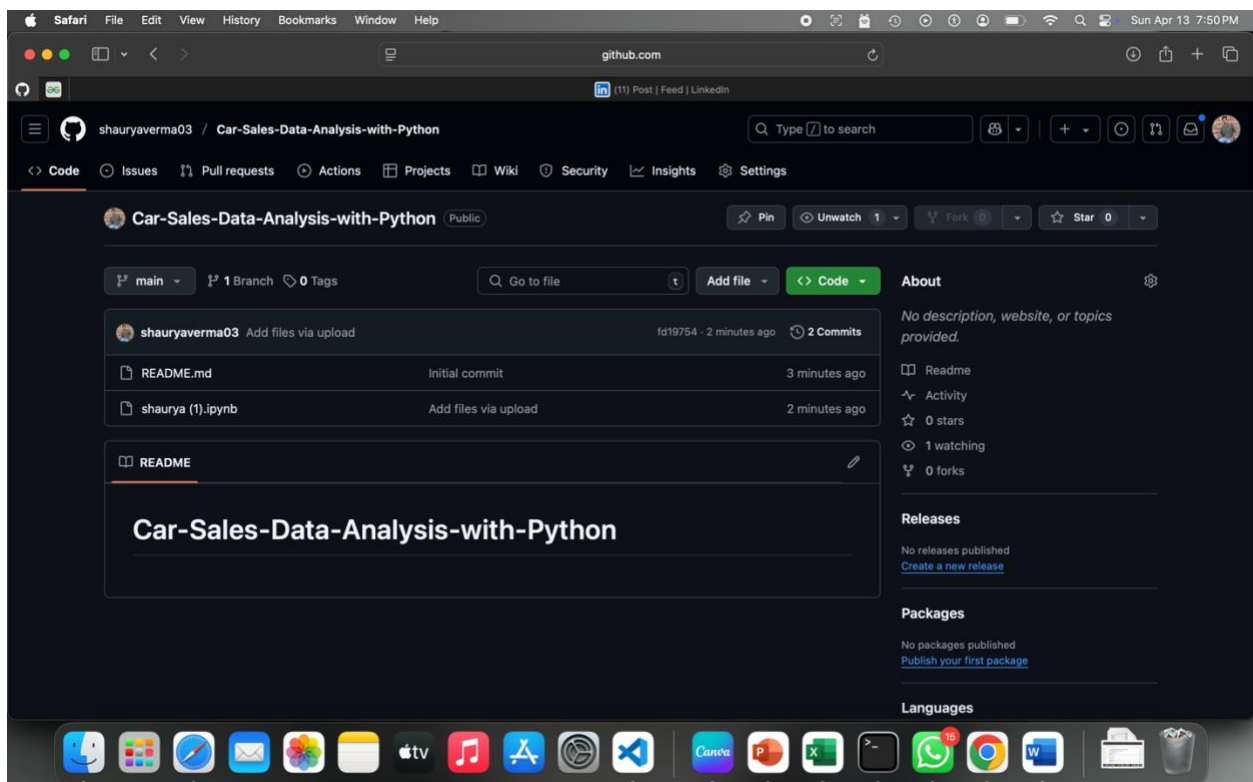 Safari File Edit View History Bookmarks Window Help Sun Apr 13 7:50 PM
github.com
(11) Post | Feed | LinkedIn
shauryaverma03 / Car-Sales-Data-Analysis-with-Python Type / to search
Code Issues Pull requests Actions Projects Wiki Security Insights Settings
Car-Sales-Data-Analysis-with-Python Public Pin Unwatch 1 Fork 0 Star 0
main 1 Branch 0 Tags Go to file t Add file Code
shauryaverma03 Add files via upload fd19754 · 2 minutes ago 2 Commits
README.md Initial commit 3 minutes ago
shaurya (1).ipynb Add files via upload 2 minutes ago
README
Car-Sales-Data-Analysis-with-Python
About
No description, website, or topics
provided.
Readme
Activity
0 stars
1 watching
0 forks
Releases
No releases published
Create a new release
Packages
No packages published
Publish your first package
Languages
tv Canva P X >_ 15 W